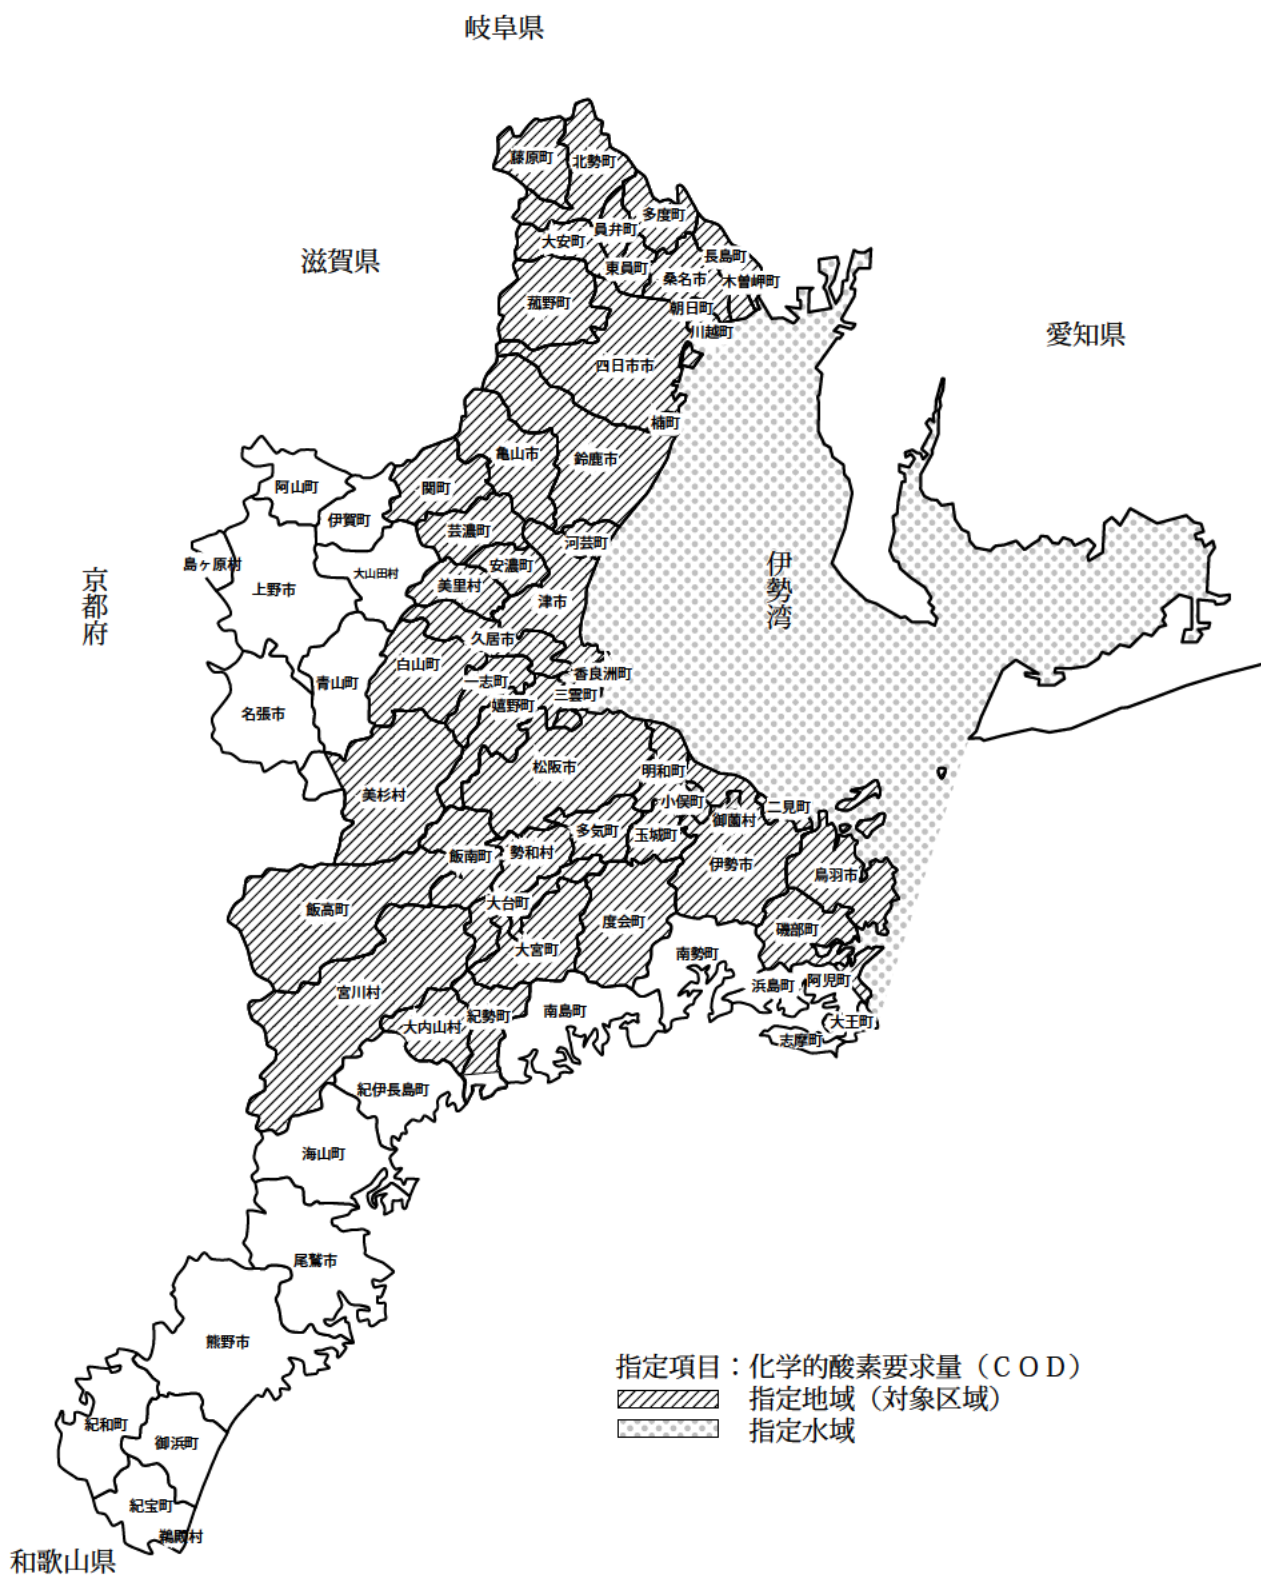 岐阜県
藤原町
北勢町
多度町
員弁町
大安町
長島町
滋賀県
東員町
桑名市
木曽岬町
菰野町
朝日町
川越町
愛知県
四日市市
楠町
亀山市
鈴鹿市
阿山町
関町
伊賀町
芸濃町
河芸町
島ヶ原村
大山田村
安濃町
伊勢湾
上野市
美里村
京都府
津市
久居市
白山町
香良洲町
青山町
一志町
三雲町
名張市
嬉野町
松阪市
明和町
美杉村
小俣町
二見町
御薗村
多気町
玉城町
飯南町
勢和村
伊勢市
鳥羽市
大台町
飯高町
度会町
磯部町
大宮町
南勢町
阿児町
浜島町
宮川村
南島町
紀勢町
大内山村
大王町
志摩町
紀伊長島町
海山町
尾鷲市
熊野市
指定項目：化学的酸素要求量（ＣＯＤ）
指定地域（対象区域）
指定水域
紀和町
御浜町
紀宝町
鵜殿村
和歌山県